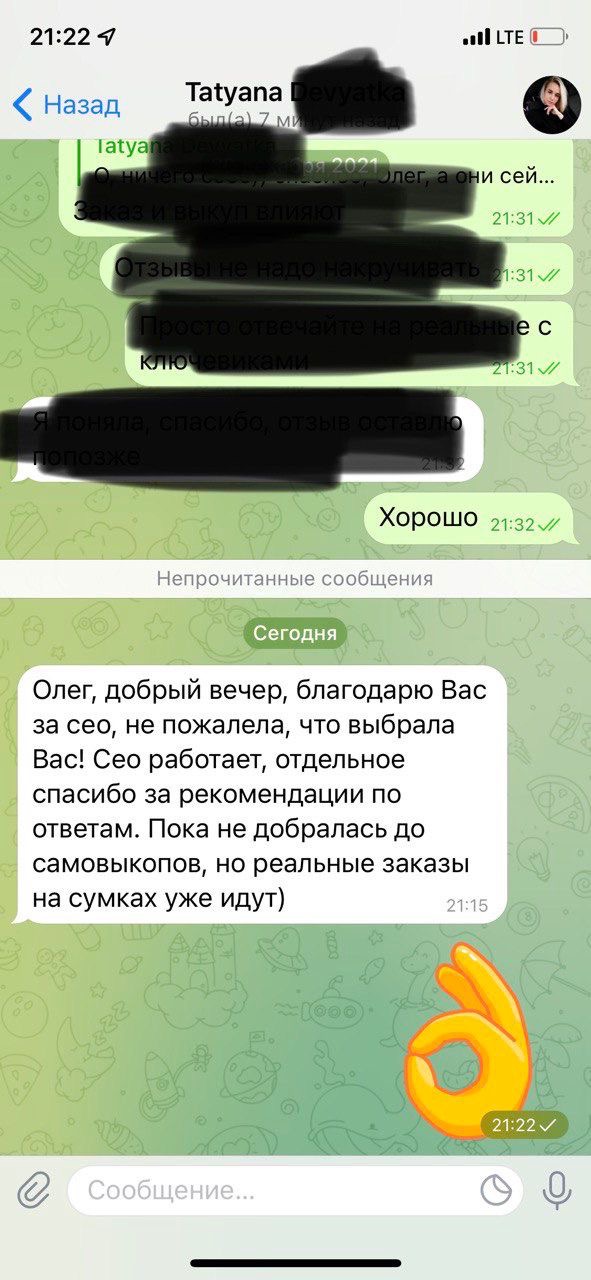 21:22
LTE
Назад
Tatyana
был(а) 7 минут назад
Tatyana
2021
О, ничего себе), спасибо, Олег, а они сей...
Заказ и выкуп влияют
21:31
Отзывы не надо накручивать
21:31
Просто отвечайте на реальные с
ключевиками
21:31
Я поняла, спасибо, отзыв оставлю
попозже
21:32
Хорошо
21:32
Непрочитанные сообщения
Сегодня
Олег, добрый вечер, благодарю Вас
за сео, не пожалела, что выбрала
Вас! Сео работает, отдельное
спасибо за рекомендации по
ответам. Пока не добралась до
самовыкопов, но реальные заказы
на сумках уже идут)
21:15
21:22
Сообщение...